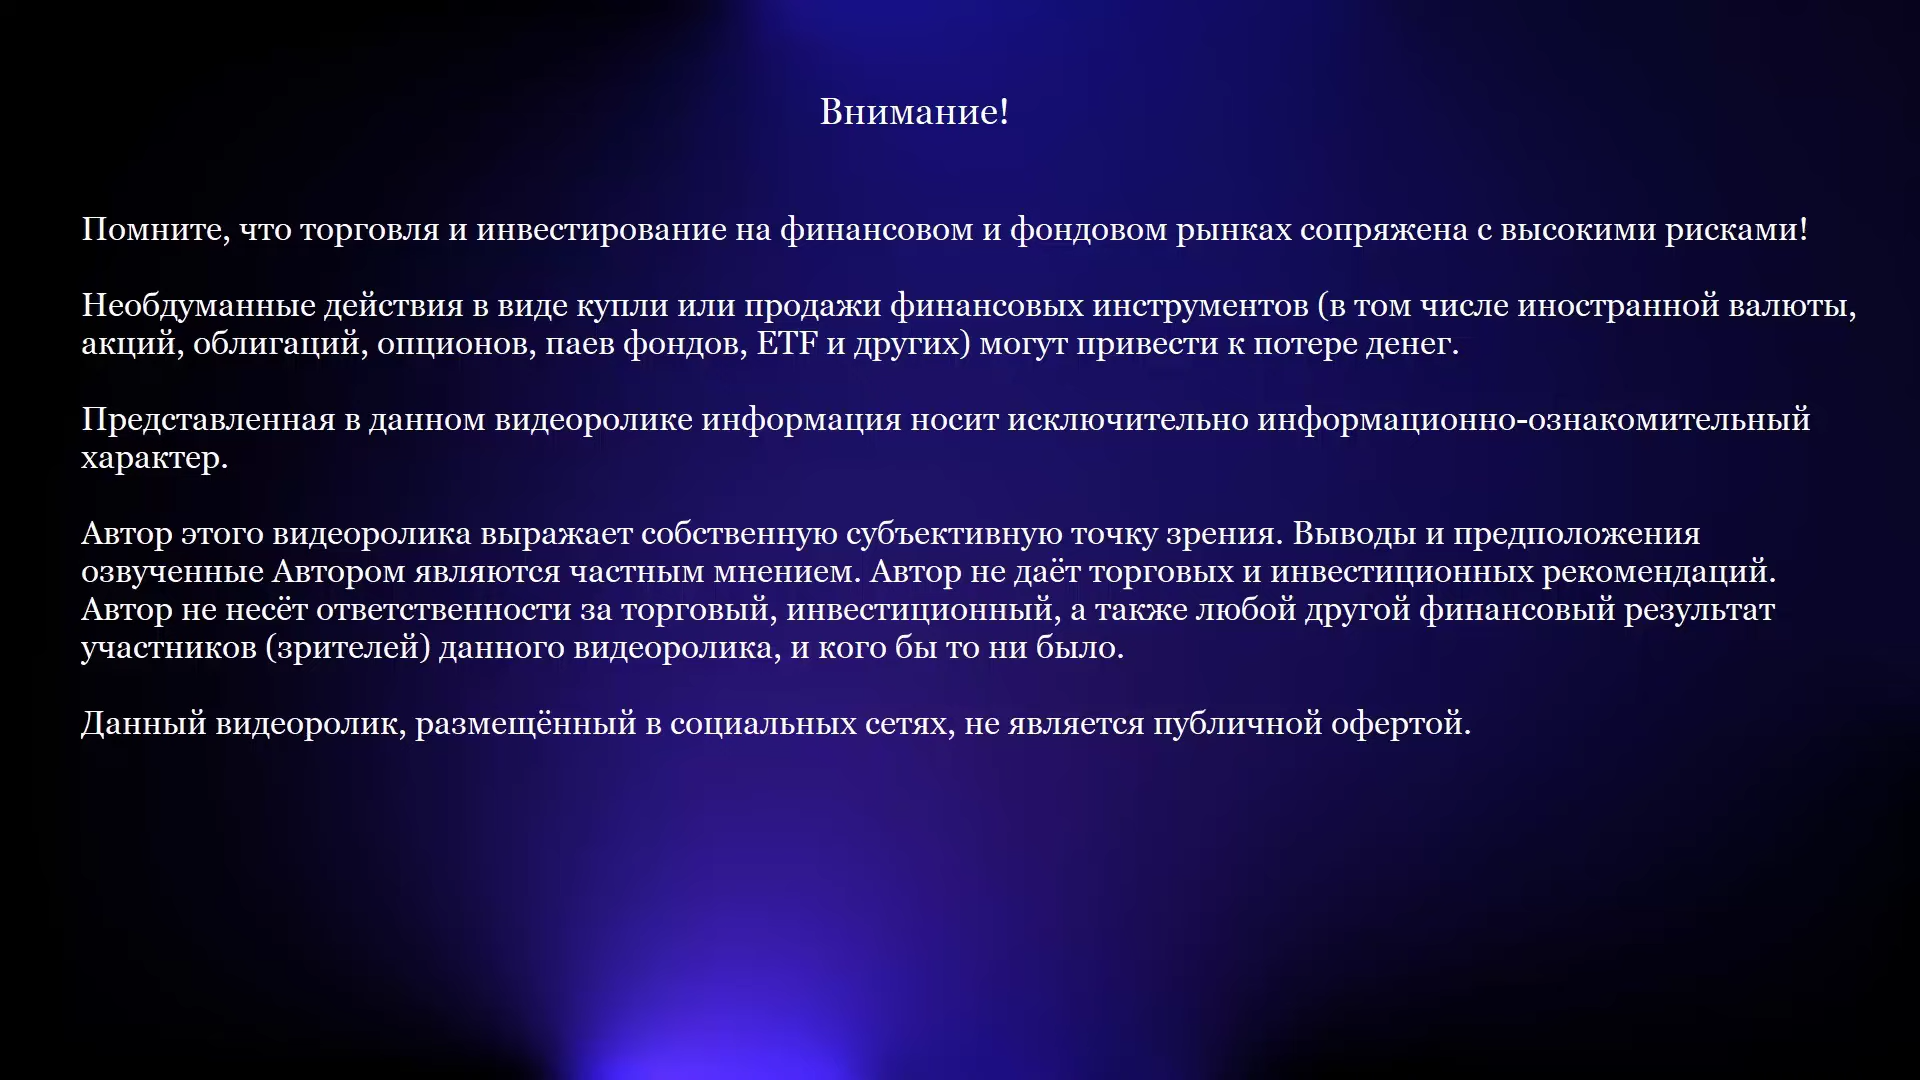 Внимание!
Помните, что торговля и инвестирование на финансовом и фондовом рынках сопряжена с высокими рисками!
Необдуманные действия в виде купли или продажи финансовых инструментов (в том числе иностранной валюты,
акций, облигаций, опционов, паев фондов, ETF и других) могут привести к потере денег.
Представленная в данном видеоролике информация носит исключительно информационно-ознакомительный
характер.
Автор этого видеоролика выражает собственную субъективную точку зрения. Выводы и предположения
озвученные Автором являются частным мнением. Автор не даёт торговых и инвестиционных рекомендаций.
Автор не несёт ответственности за торговый, инвестиционный, а также любой другой финансовый результат
участников (зрителей) данного видеоролика, и кого бы то ни было.
Данный видеоролик, размещённый в социальных сетях, не является публичной офертой.